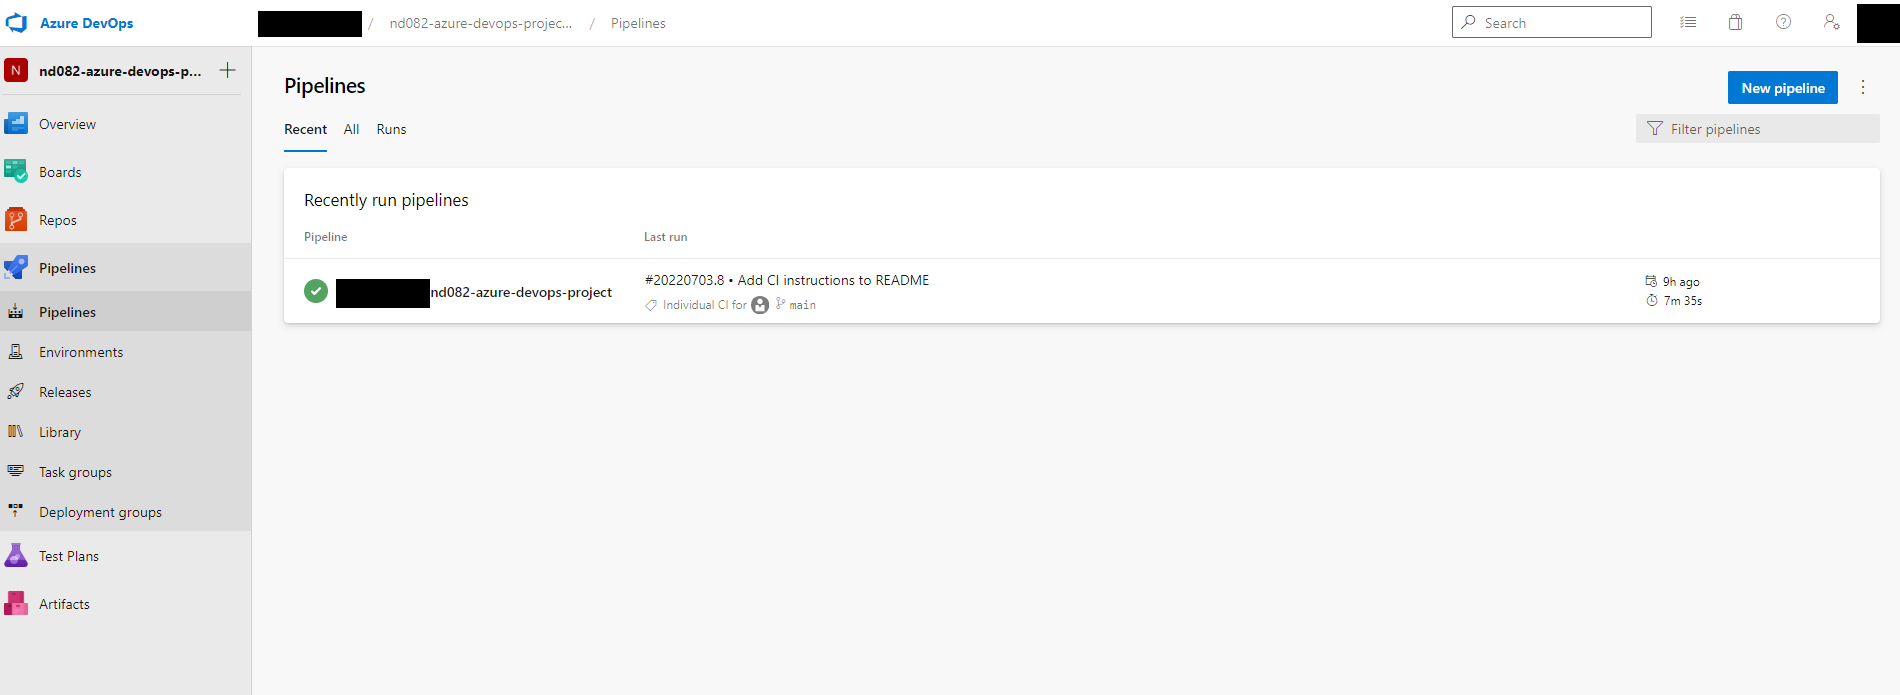 Azure DevOps
/ nd082-azure-devops-projec... / Pipelines
Search
N nd082-azure-devops-p...
Overview
Boards
Repos
Pipelines
Pipelines
Environments
Releases
Library
Task groups
Deployment groups
Test Plans
Artifacts
Pipelines
New pipeline
Recent All Runs
Filter pipelines
Recently run pipelines
Pipeline Last run
nd082-azure-devops-project
#20220703.8 • Add CI instructions to README
Individual CI for main
9h ago
7m 35s